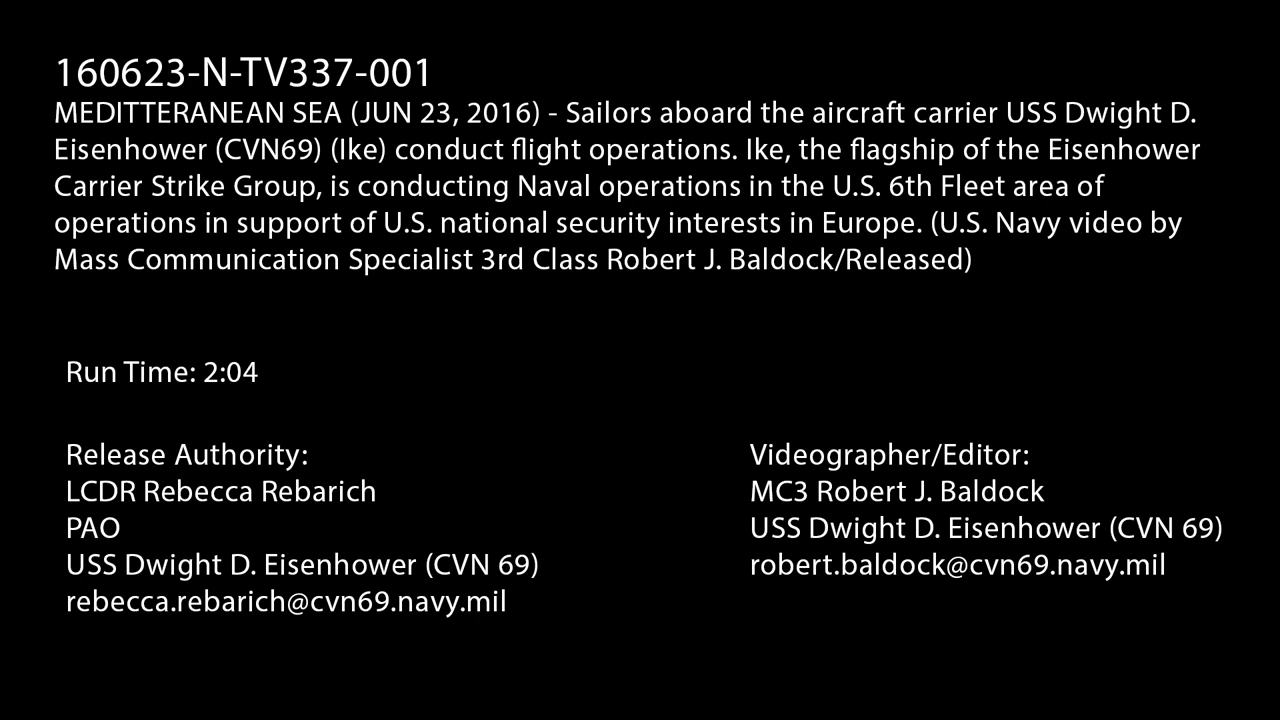 160623-N-TV337-001
MEDITTERANEAN SEA (JUN 23, 2016) - Sailors aboard the aircraft carrier USS Dwight D.
Eisenhower (CVN69) (Ike) conduct flight operations. Ike, the flagship of the Eisenhower
Carrier Strike Group, is conducting Naval operations in the U.S. 6th Fleet area of
operations in support of U.S. national security interests in Europe. (U.S. Navy video by
Mass Communication Specialist 3rd Class Robert J. Baldock/Released)
Run Time: 2:04
Release Authority:
LCDR Rebecca Rebarich
PAO
USS Dwight D. Eisenhower (CVN 69)
rebecca.rebarich@cvn69.navy.mil
Videographer/Editor:
MC3 Robert J. Baldock
USS Dwight D. Eisenhower (CVN 69)
robert.baldock@cvn69.navy.mil